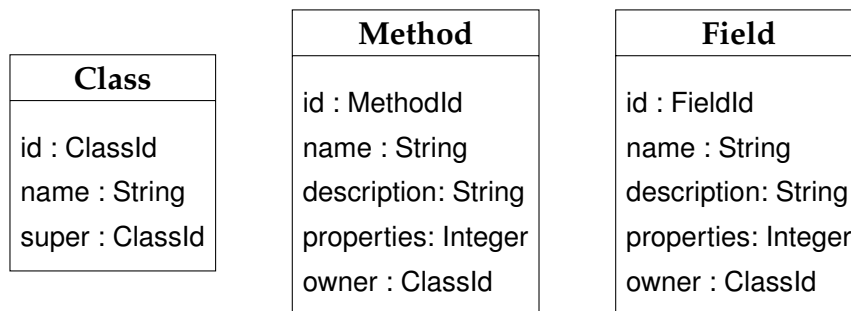 Class
id : ClassId
name : String
super : ClassId
Method
id : MethodId
name : String
description: String
properties: Integer
owner : ClassId
Field
id : FieldId
name : String
description: String
properties: Integer
owner : ClassId